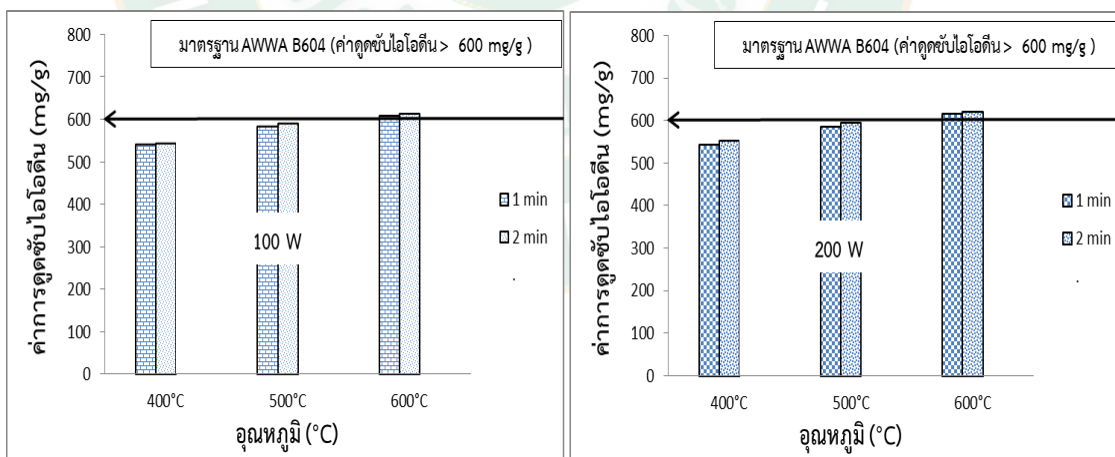 มาตรฐาน AWWA B604 (ค่าดูดซับไอโอดีน > 600 mg/g )
ค่าการดูดซับไอโอดีน (mg/g)
800
700
600
500
400
300
200
100
0
100 W
1 min
2 min
400°C
500°C
600°C
อุณหภูมิ (°C)
มาตรฐาน AWWA B604 (ค่าดูดซับไอโอดีน > 600 mg/g )
ค่าการดูดซับไอโอดีน (mg/g)
800
700
600
500
400
300
200
100
0
200 W
1 min
2 min
400°C
500°C
600°C
อุณหภูมิ (°C)